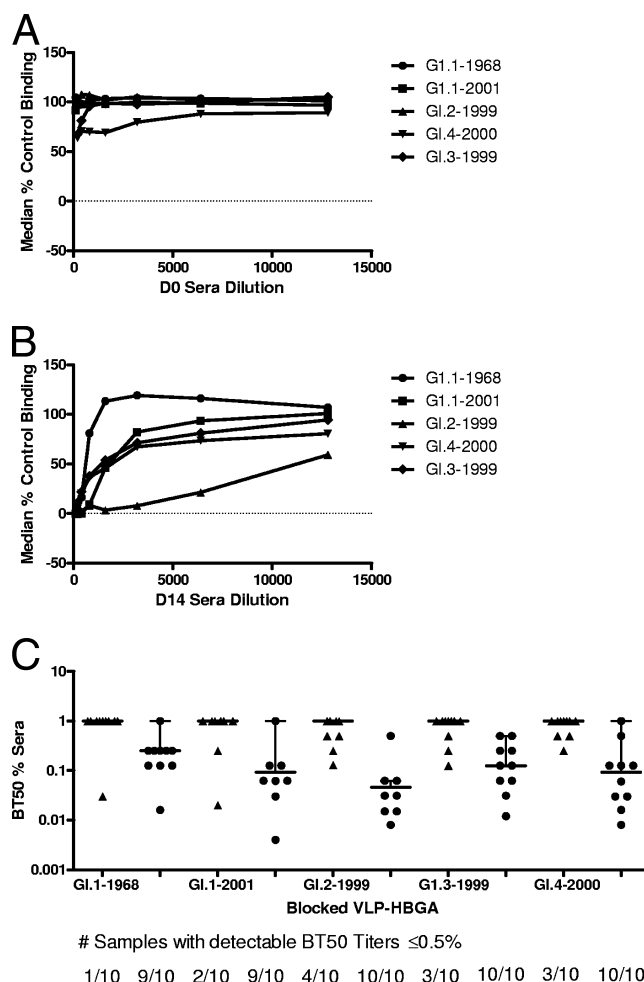 A
150
100
50
0
-50
Median % Control Binding
0 5000 10000 15000
D0 Sera Dilution
G1.1-1968
G1.1-2001
GI.2-1999
GI.4-2000
GI.3-1999
B
150
100
50
0
-50
Median % Control Binding
0 5000 10000 15000
D14 Sera Dilution
G1.1-1968
G1.1-2001
GI.2-1999
GI.4-2000
GI.3-1999
C
10
1
0.1
0.01
0.001
BT50 % Sera
GI.1-1968 GI.1-2001 GI.2-1999 G1.3-1999 GI.4-2000
Blocked VLP-HBGA
# Samples with detectable BT50 Titers ≤0.5%
1/10 9/10 2/10 9/10 4/10 10/10 3/10 10/10 3/10 10/10